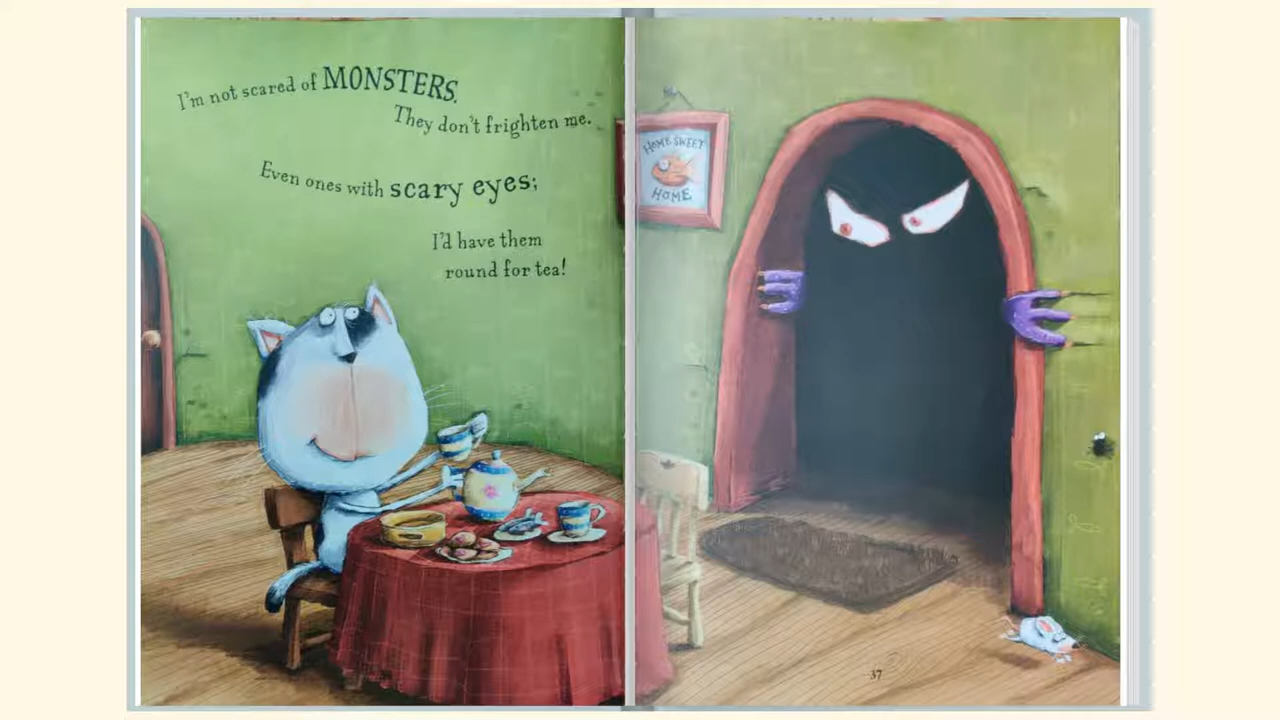 I'm not scared of MONSTERS.
They don't frighten me.
Even ones with scary eyes;
I'd have them
round for tea!
HOME SWEET
HOME
37